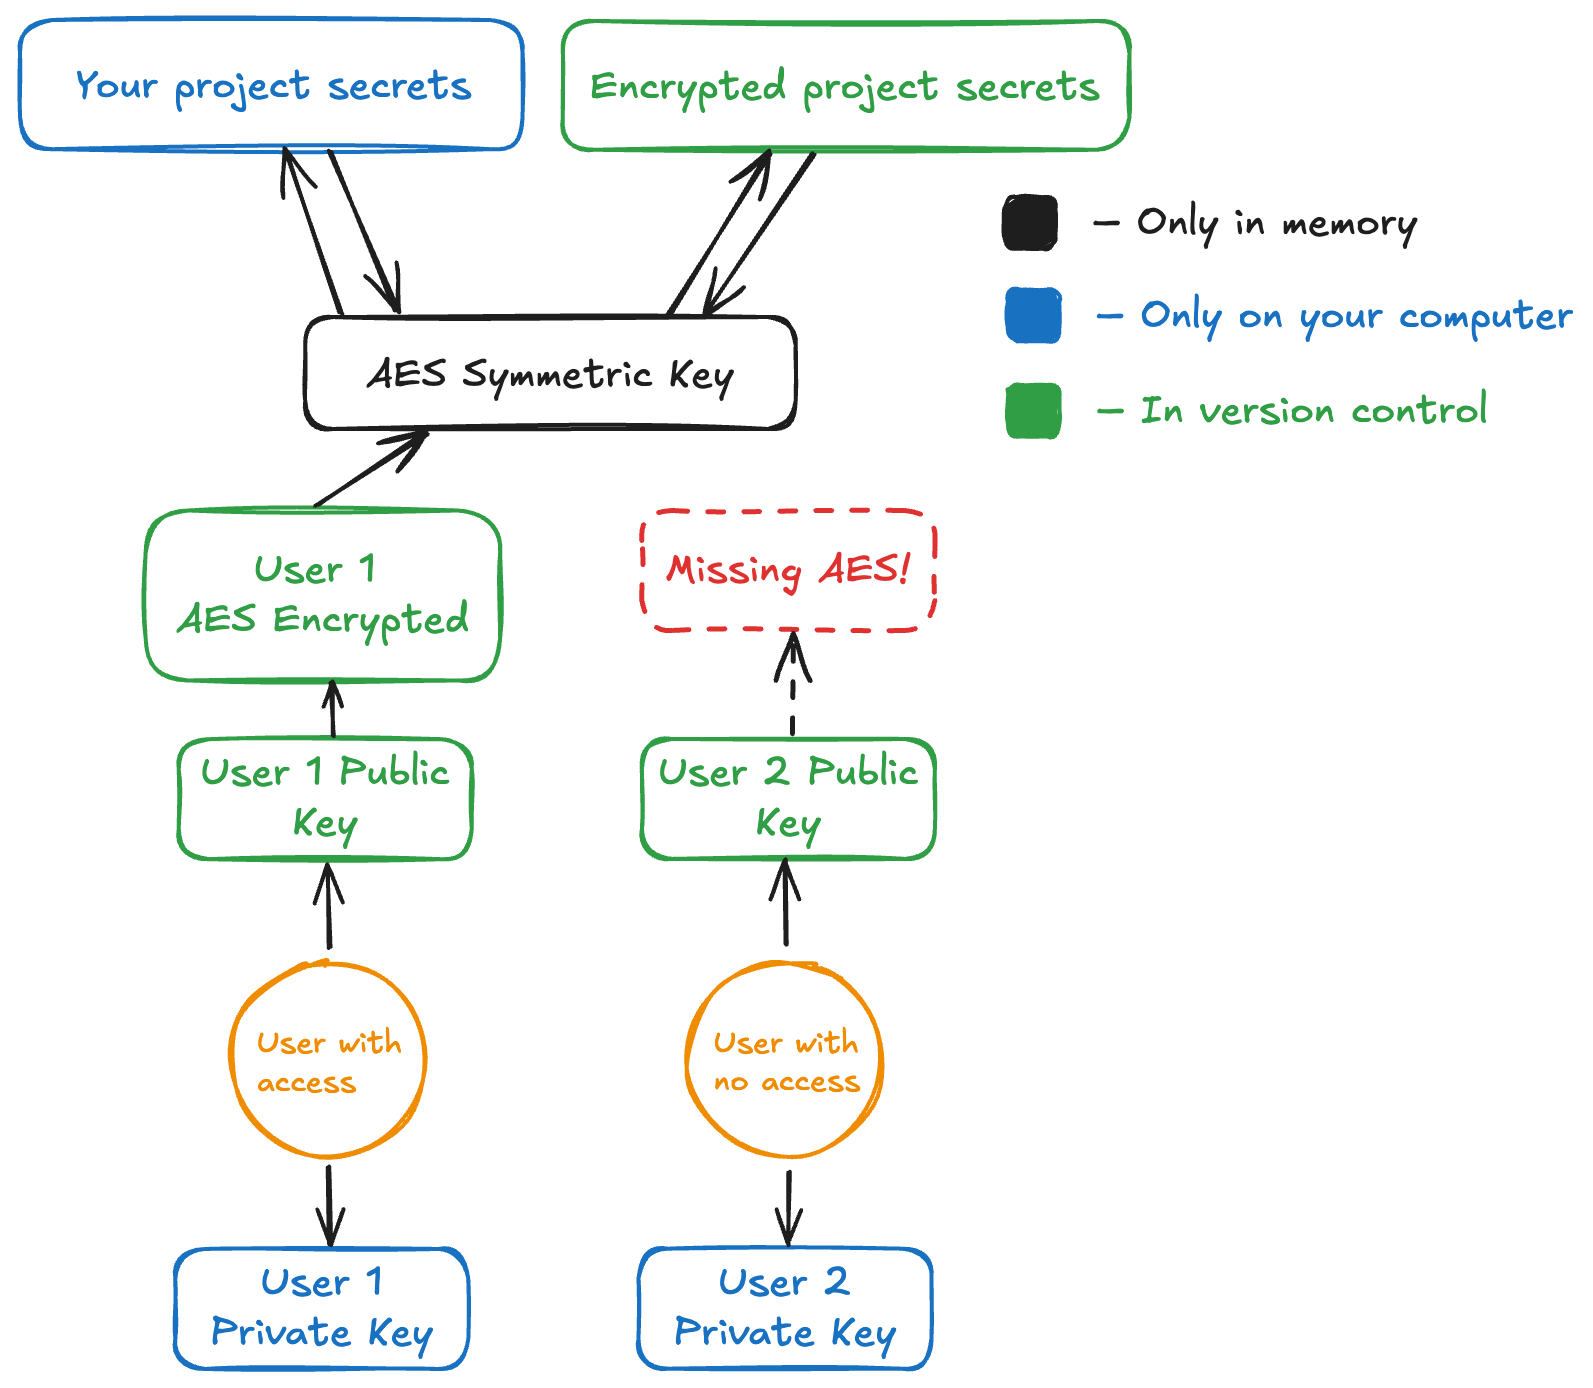 Your project secrets
Encrypted project secrets
– Only in memory
– Only on your computer
– In version control
AES Symmetric Key
User 1
AES Encrypted
Missing AES!
User 1 Public
Key
User 2 Public
Key
User with
access
User with
no access
User 1
Private Key
User 2
Private Key